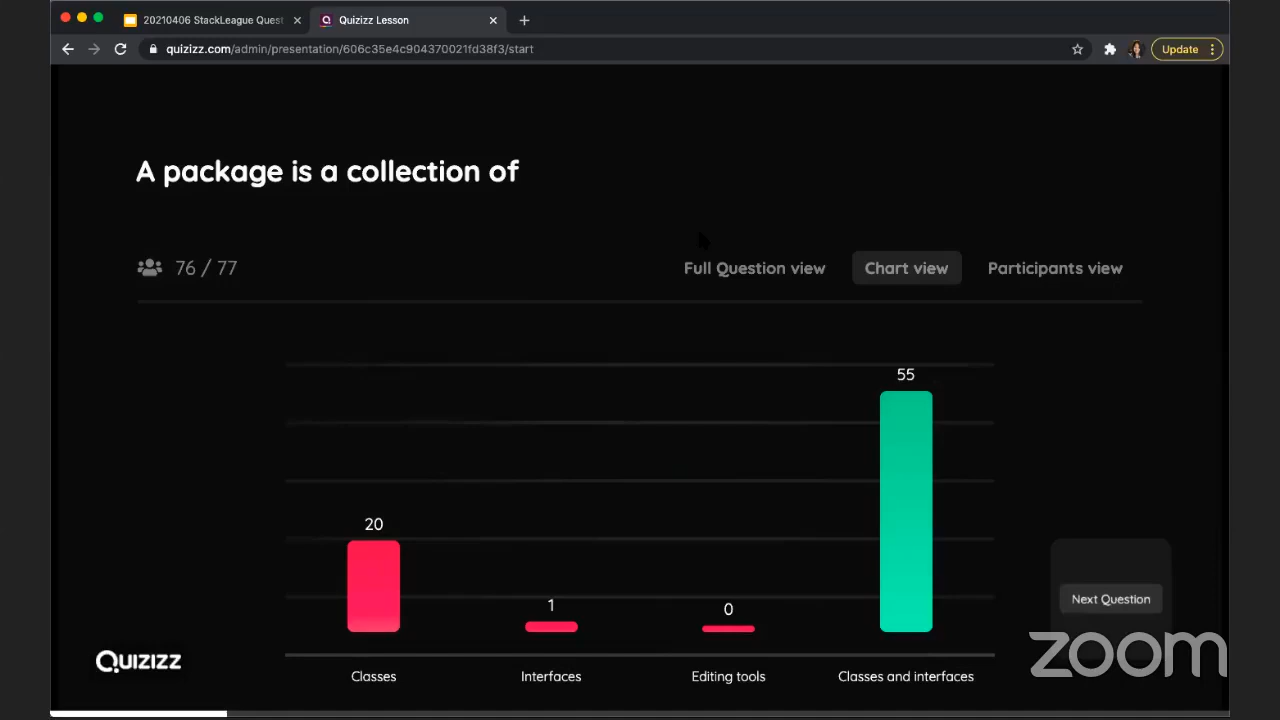 20210406 StackLeague Quest
Quizizz Lesson
quizizz.com/admin/presentation/606c35e4c904370021fd38f3/start
Update
A package is a collection of
76 / 77
Full Question view
Chart view
Participants view
55
20
1
0
Next Question
Classes
Interfaces
Editing tools
Classes and interfaces
Quizizz
zoom